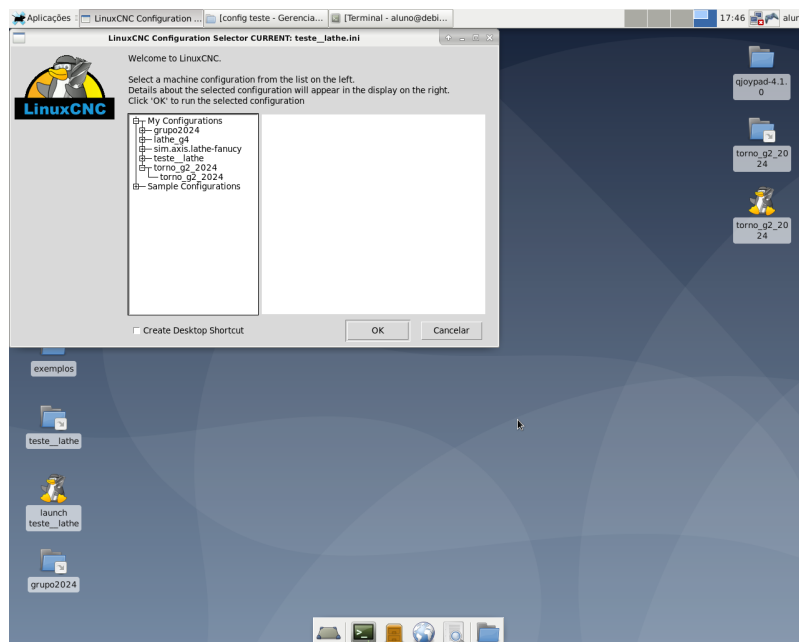 Aplicações
LinuxCNC Configuration ...
[config teste - Gerencia...
[Terminal - aluno@debi...
17:46
alur
LinuxCNC Configuration Selector CURRENT: teste__lathe.ini
LinuxCNC
Welcome to LinuxCNC.
Select a machine configuration from the list on the left.
Details about the selected configuration will appear in the display on the right.
Click 'OK' to run the selected configuration
My Configurations
grupo2024
lathe_g4
sim.axis.lathe-fanucy
teste__lathe
torno_g2_2024
torno_g2_2024
Sample Configurations
Create Desktop Shortcut
OK
Cancelar
qjoypad-4.1.
0
torno_g2_20
24
torno_g2_20
24
exemplos
teste__lathe
launch
teste__lathe
grupo2024